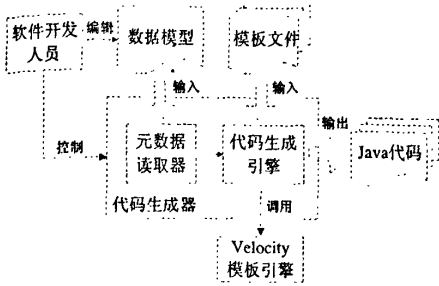 软件开发
人员
编辑
数据模型
模板文件
输入
输入
输出
控制
元数据
读取器
代码生成
引擎
Java代码
代码生成器
调用
Velocity
模板引擎